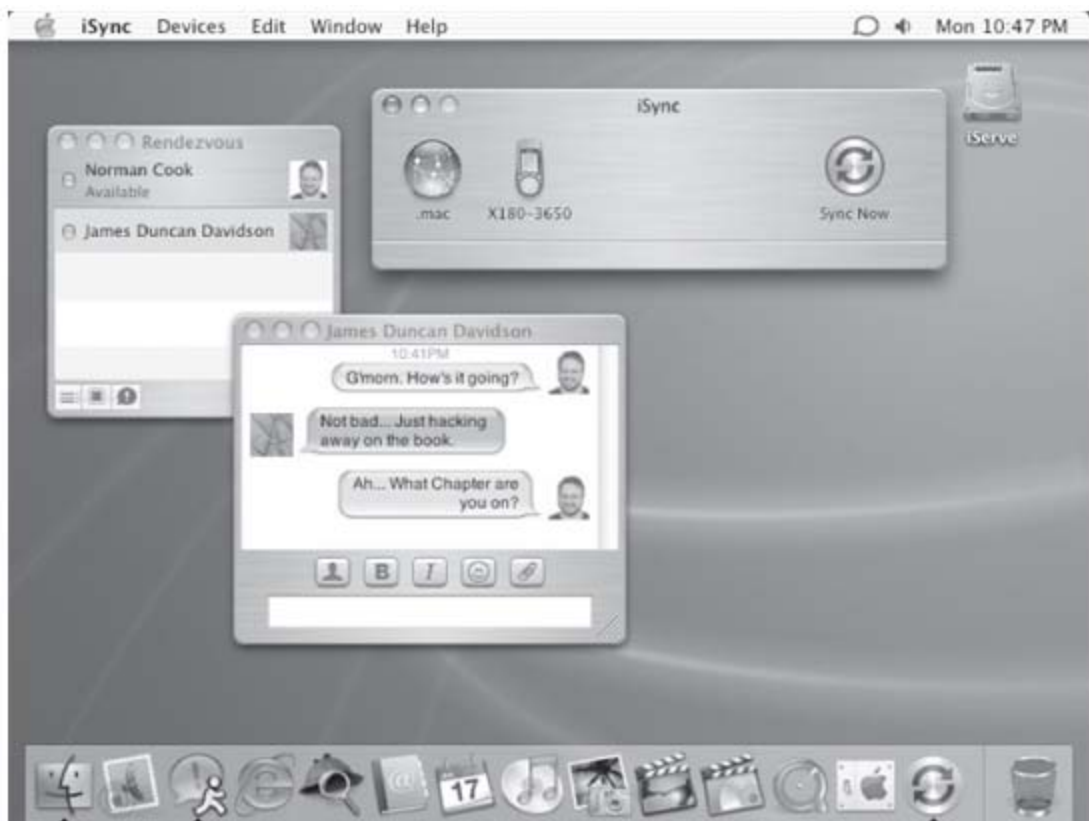 iSync Devices Edit Window Help Mon 10:47 PM
iSync
.mac X180-3650 Sync Now
iServe
Rendezvous
Norman Cook
Available
James Duncan Davidson
James Duncan Davidson
10:41PM
G'morn. How's it going?
Not bad... Just hacking
away on the book.
Ah... What Chapter are
you on?
B I
@
17